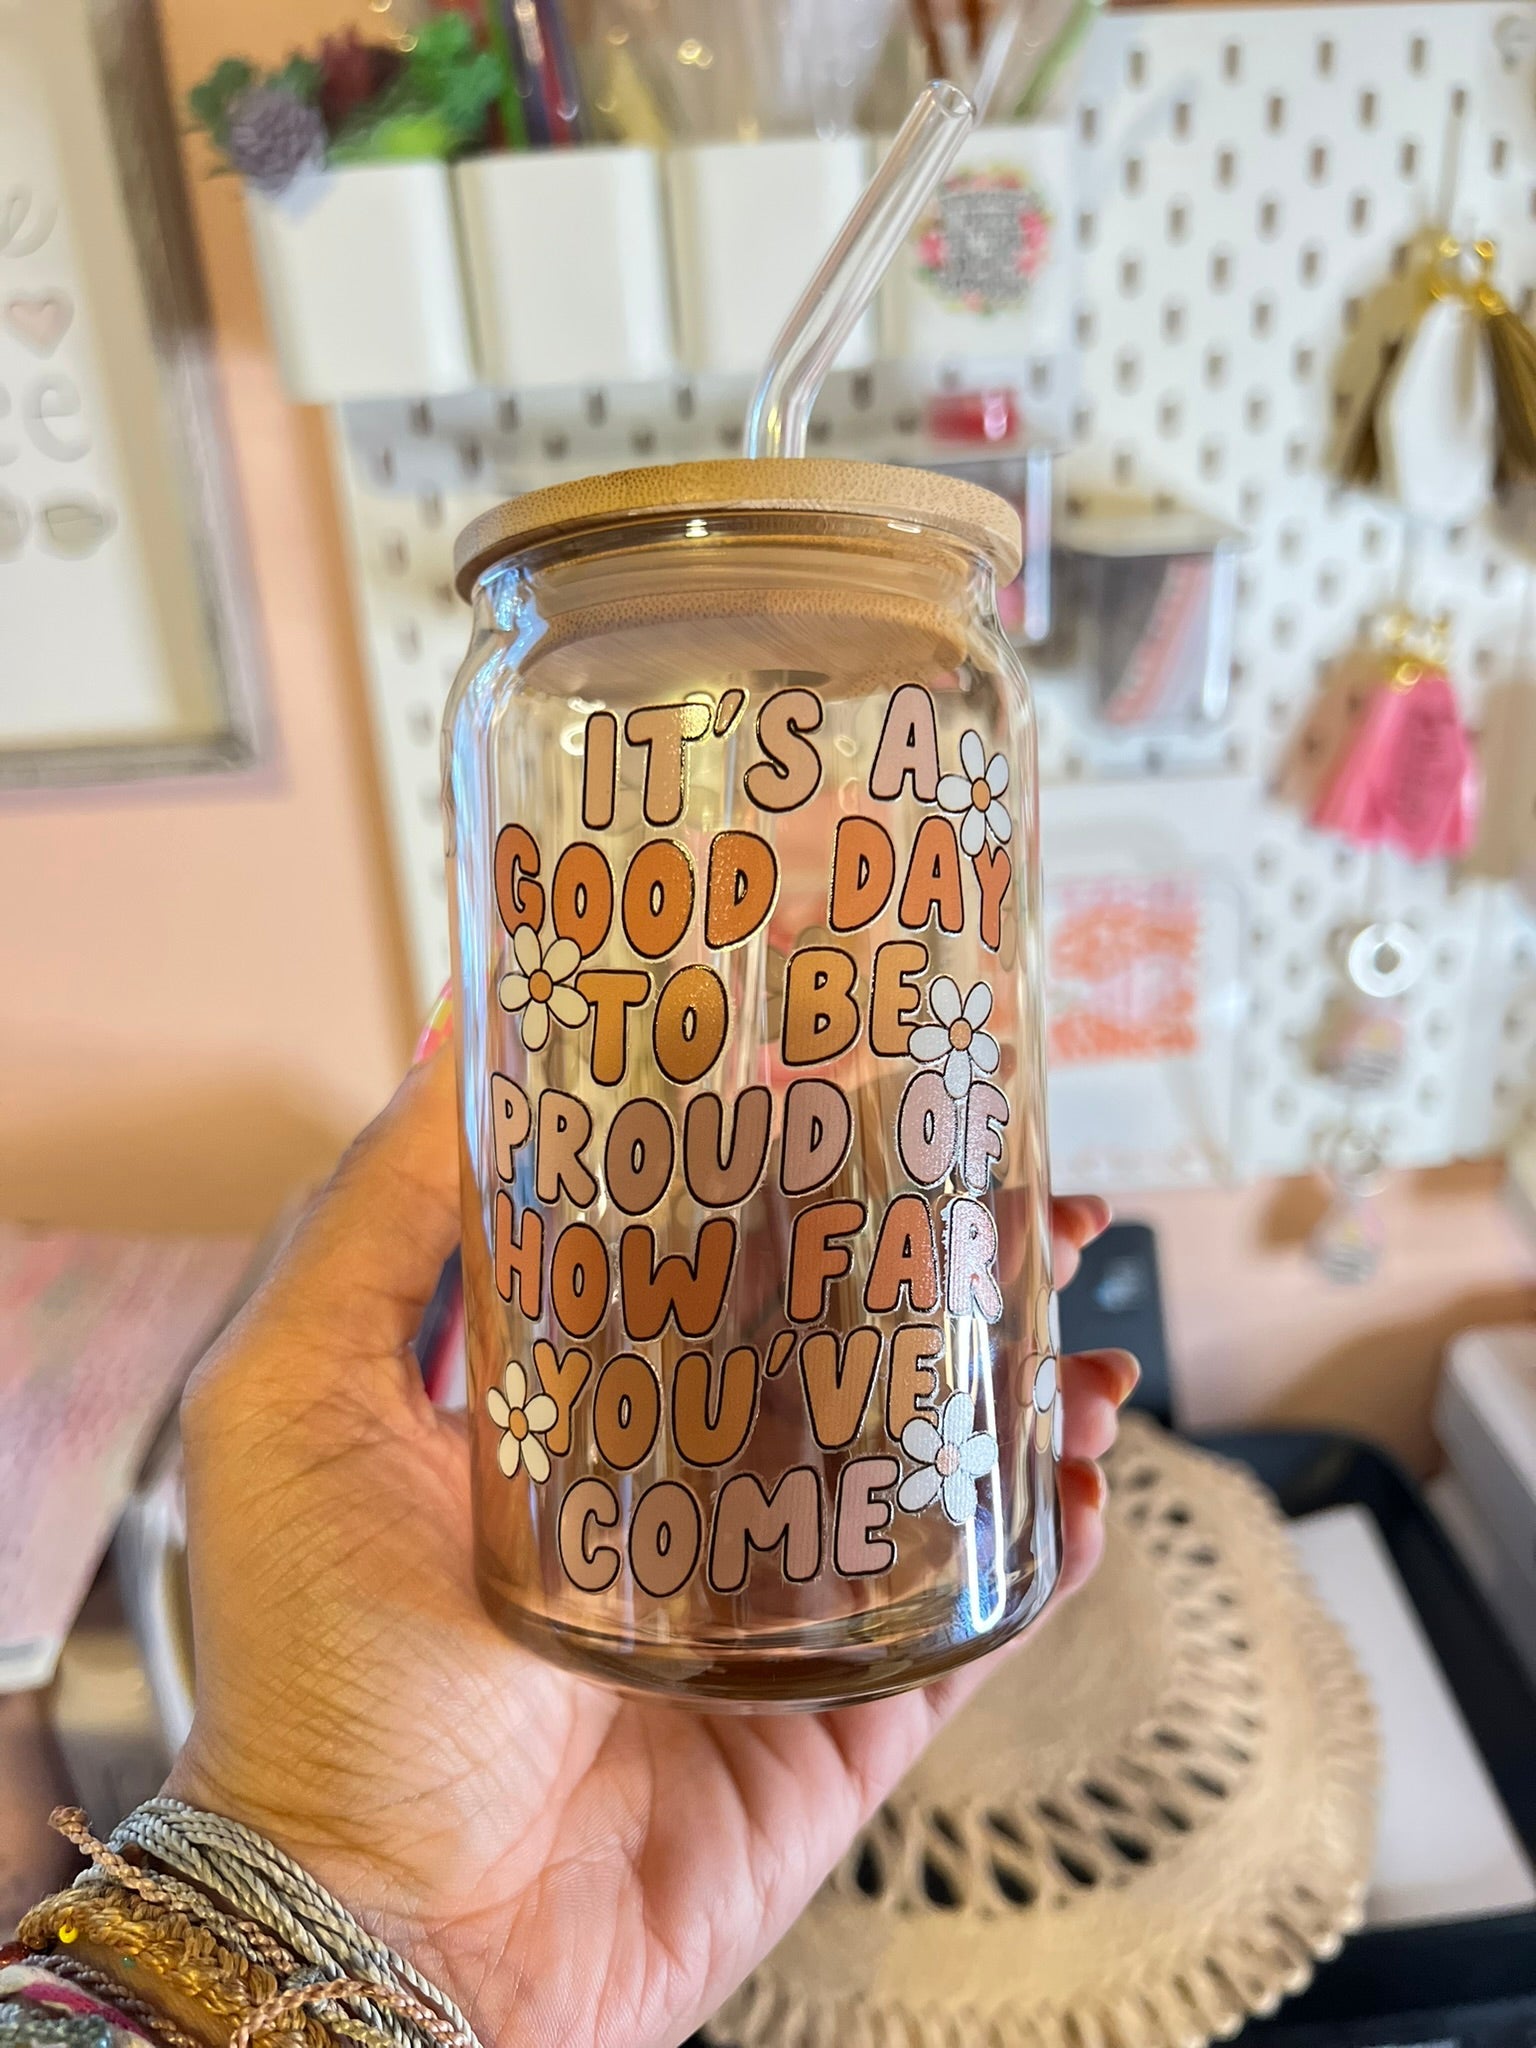 IT'S A
GOOD DAY
TO BE
PROUD OF
HOW FAR
YOU'VE
COME